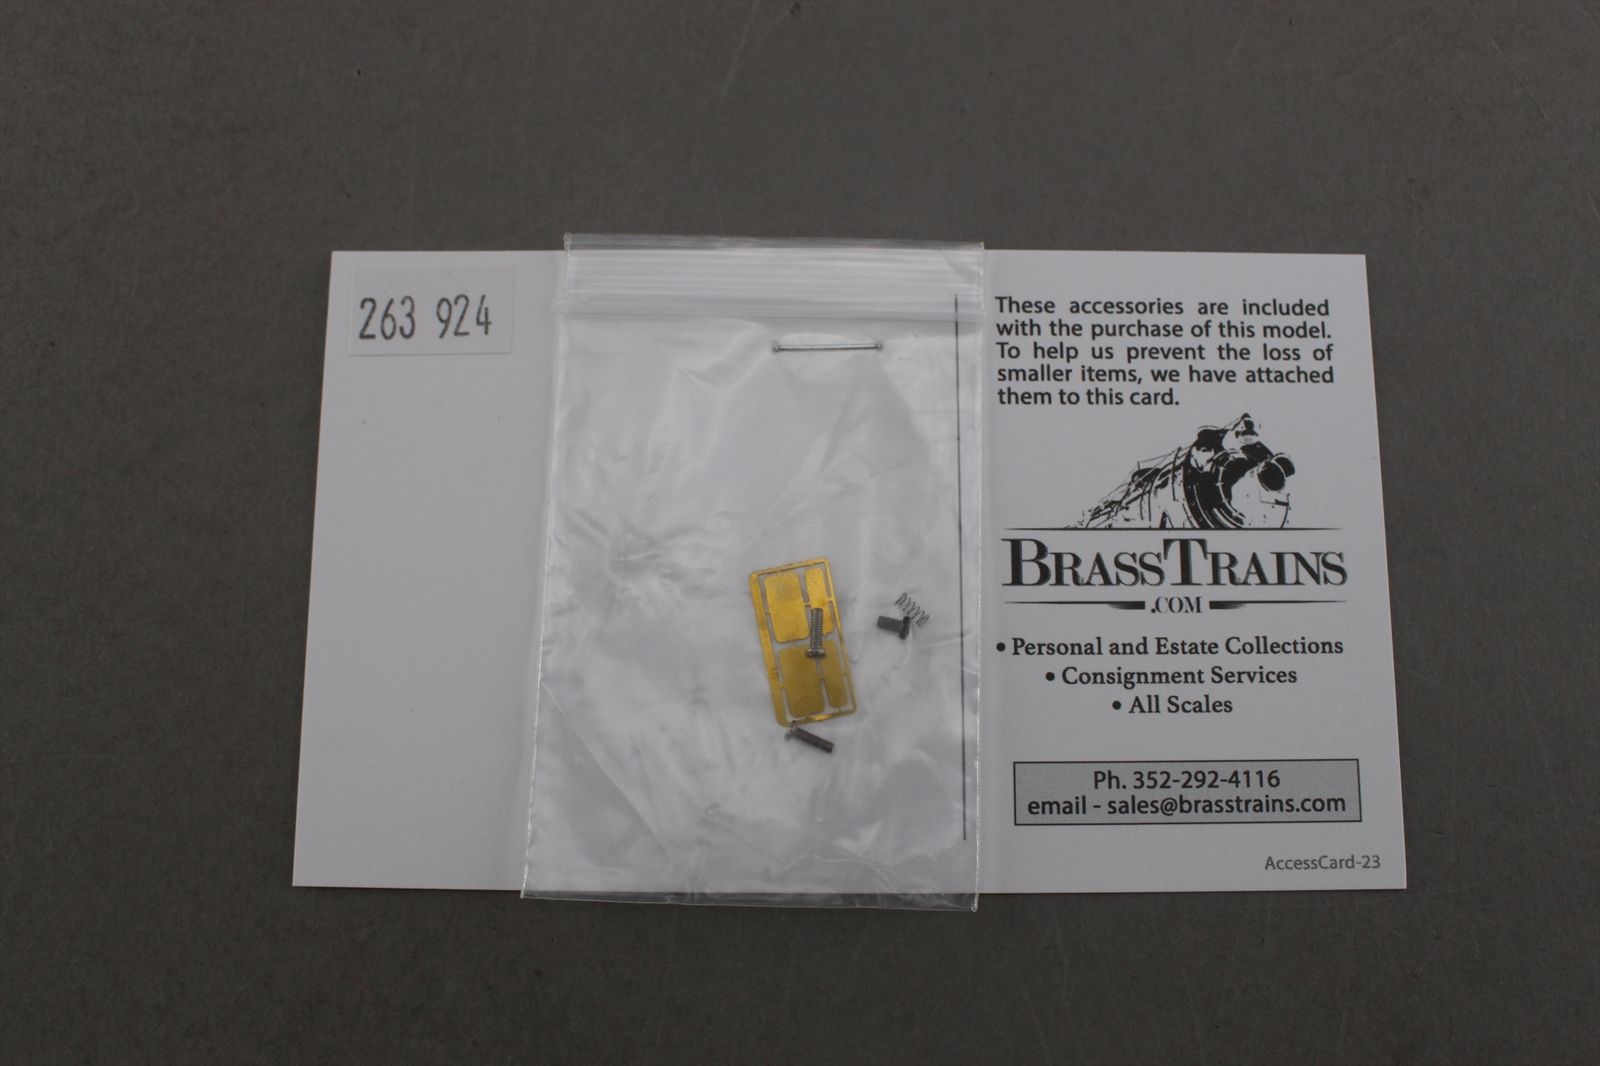 263 924
These accessories are included
with the purchase of this model.
To help us prevent the loss of
smaller items, we have attached
them to this card.
BRASSTRAINS
.COM
• Personal and Estate Collections
• Consignment Services
• All Scales
Ph. 352-292-4116
email - sales@brasstrains.com
AccessCard-23